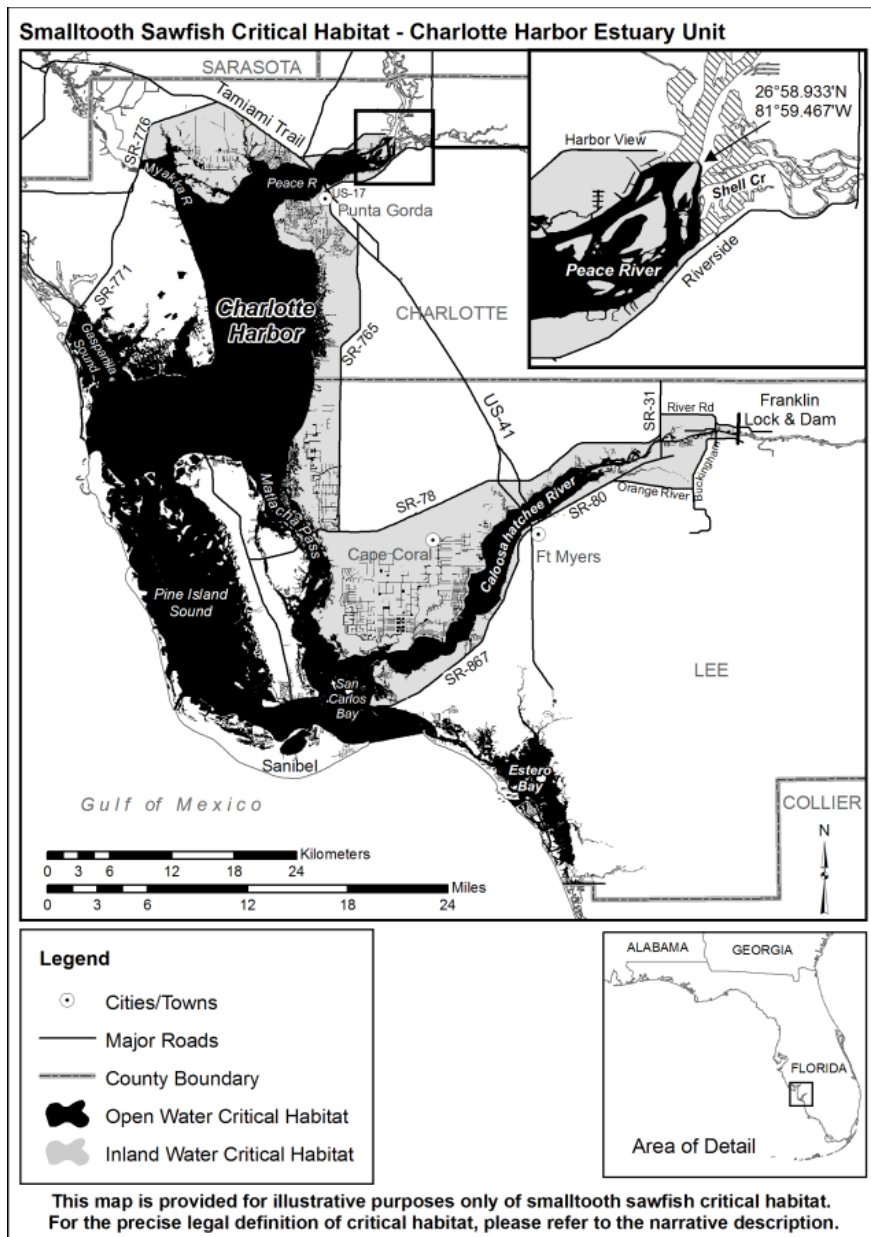 Smalltooth Sawfish Critical Habitat - Charlotte Harbor Estuary Unit
SARASOTA
Tamiami Trail
SR-776
Myakka R
Peace R
US-17
Punta Gorda
26°58.933'N
81°59.467'W
Harbor View
Shell Cr
Peace River
Riverside
SR-771
Gasparilla
Sound
Charlotte
Harbor
CHARLOTTE
SR-765
US-41
SR-31
River Rd
Franklin
Lock & Dam
Buckingham
Orange River
SR-80
SR-78
Matlacha Pass
Caloosahatchee River
Cape Coral
Ft Myers
Pine Island
Sound
SR-867
LEE
San
Carlos
Bay
Sanibel
Estero
Bay
Gulf of Mexico
COLLIER
N
Kilometers
0 3 6 12 18 24
Miles
0 3 6 12 18 24
Legend
Cities/Towns
Major Roads
County Boundary
Open Water Critical Habitat
Inland Water Critical Habitat
ALABAMA
GEORGIA
FLORIDA
Area of Detail
This map is provided for illustrative purposes only of smalltooth sawfish critical habitat.
For the precise legal definition of critical habitat, please refer to the narrative description.